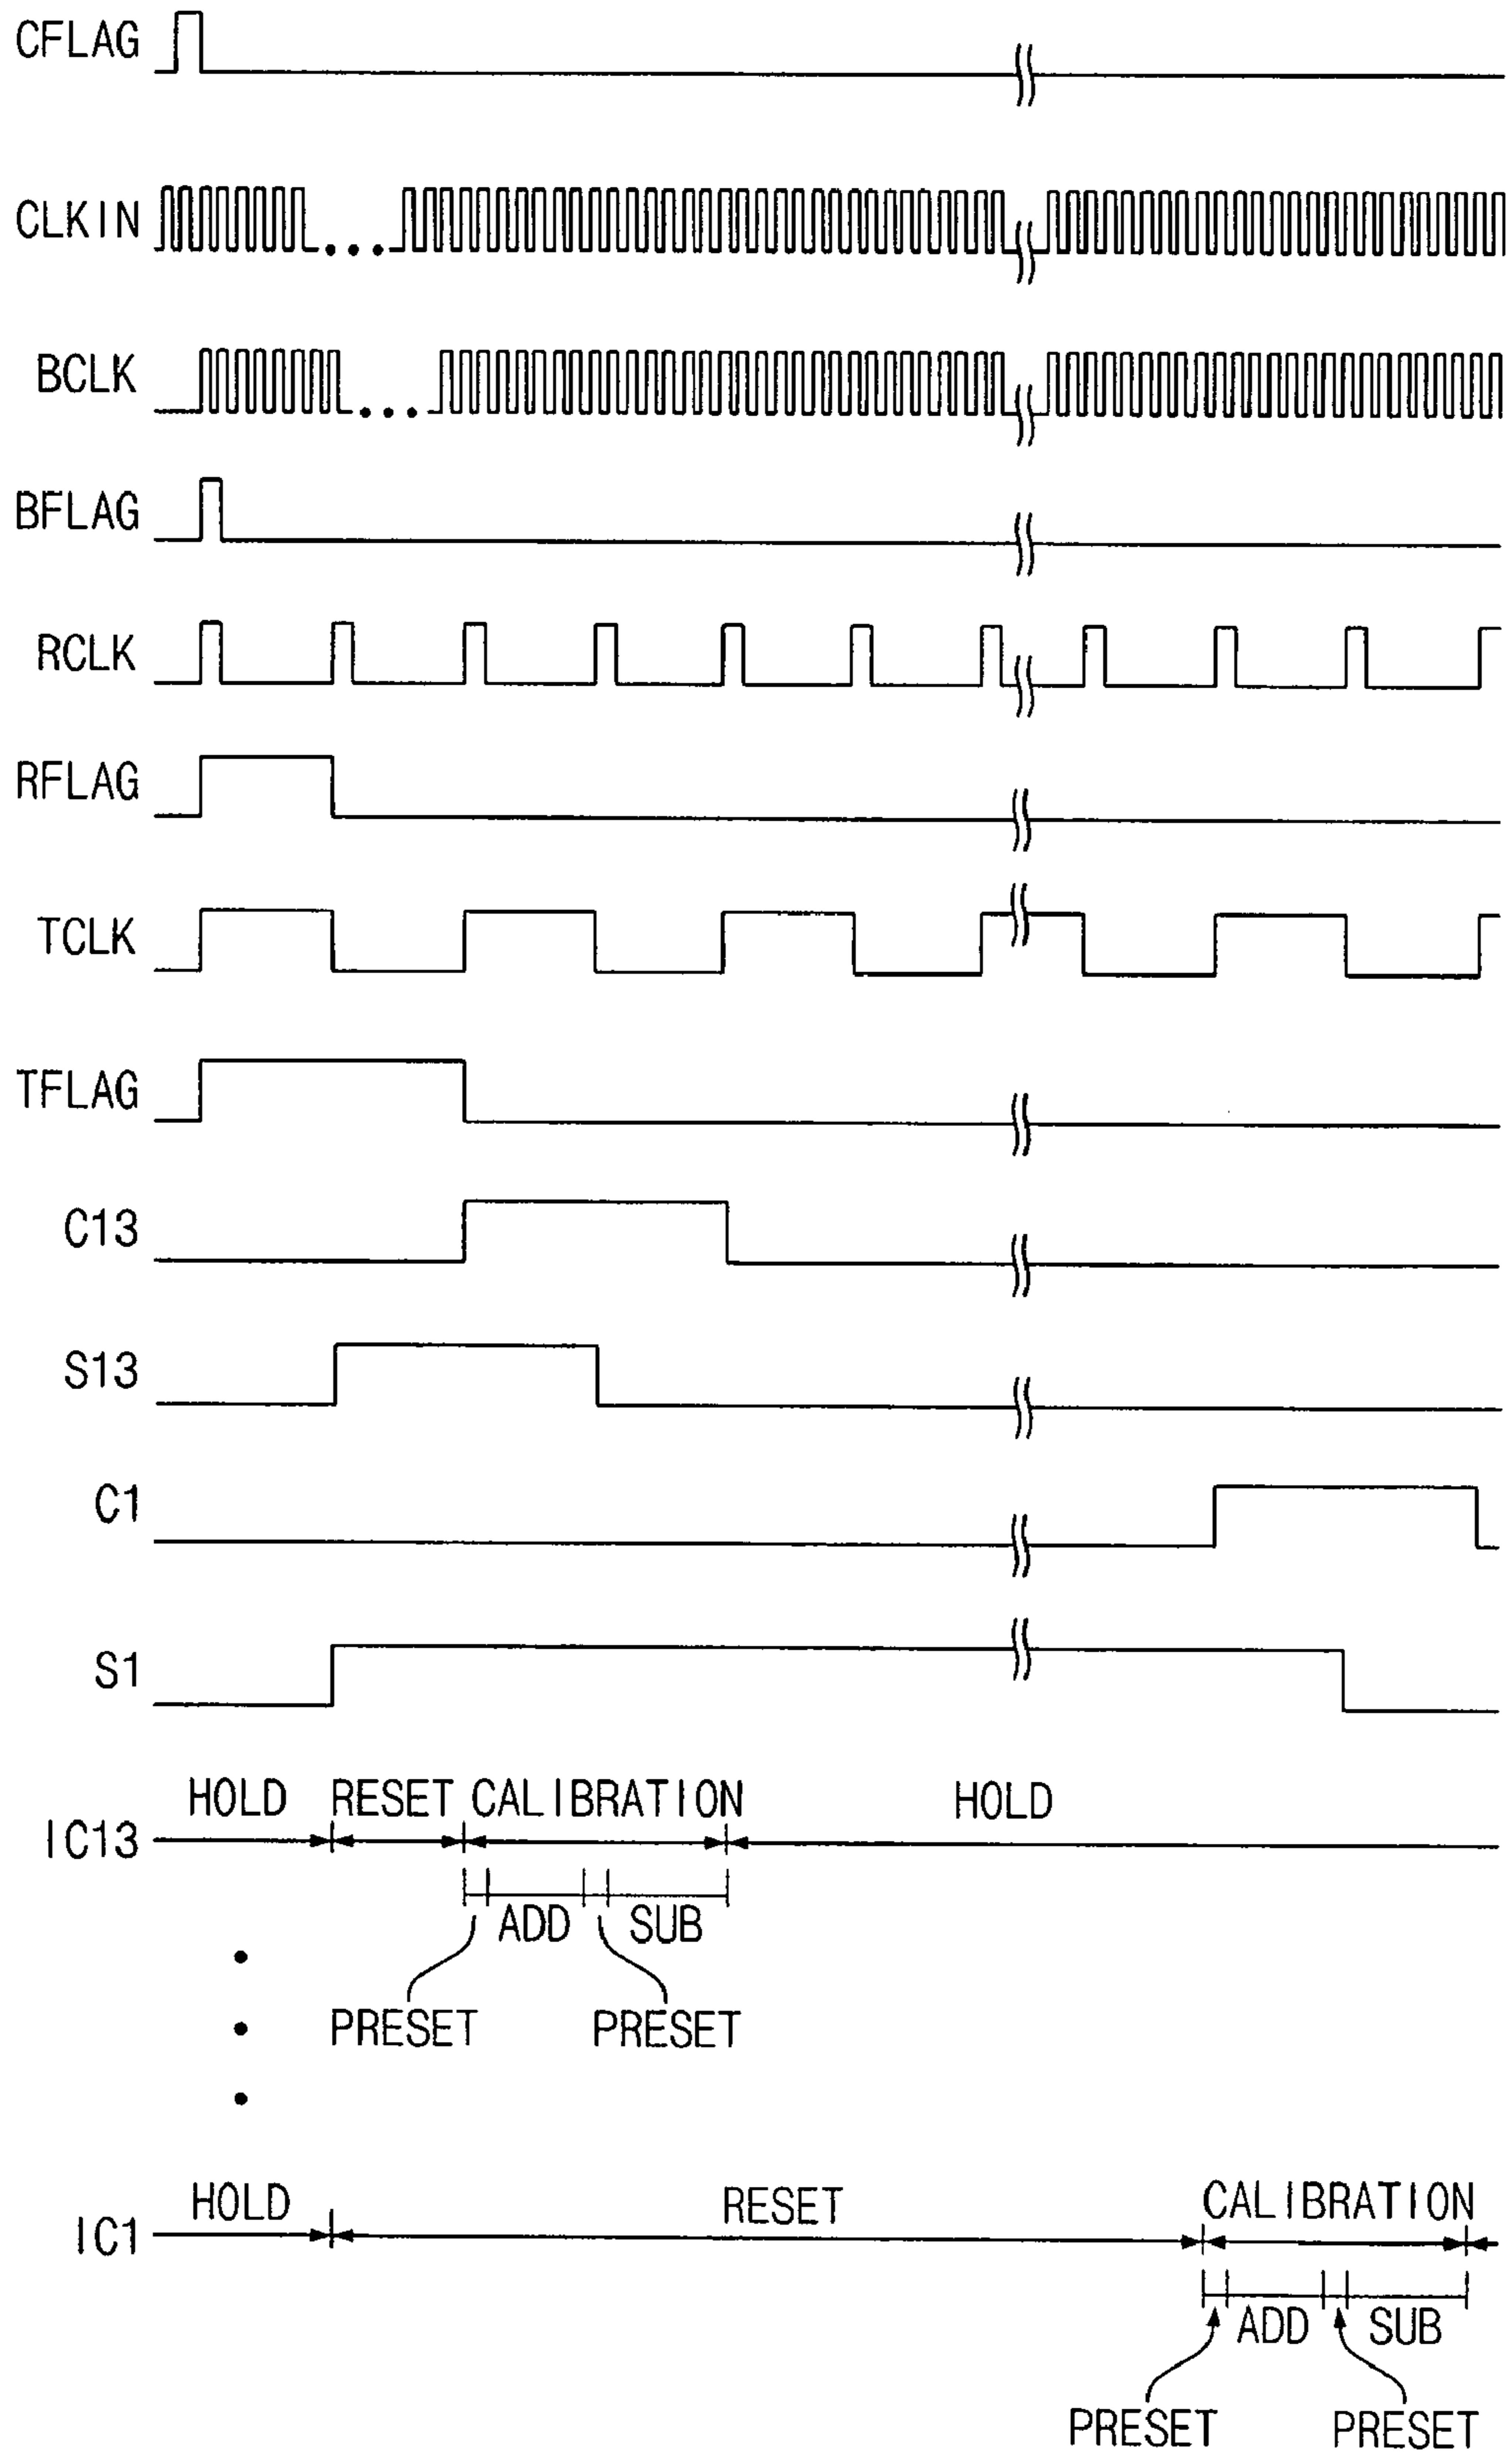 CFLAG
CLKIN
BCLK
BFLAG
RCLK
RFLAG
TCLK
TFLAG
C13
S13
C1
S1
HOLD RESET CALIBRATION HOLD
IC13
ADD SUB
PRESET PRESET
HOLD RESET CALIBRATION
IC1
ADD SUB
PRESET PRESET